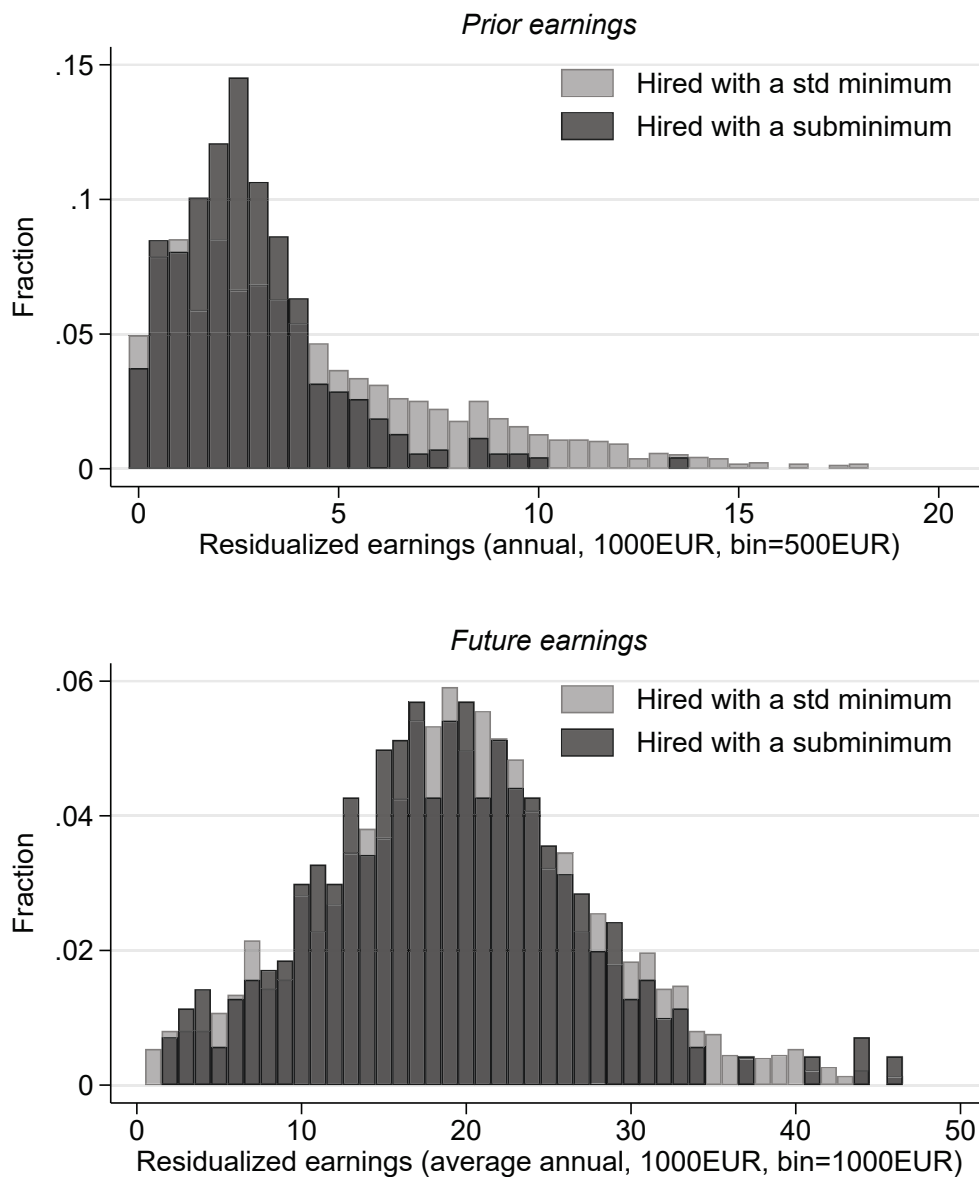 Prior earnings
Hired with a std minimum
Hired with a subminimum
.15
.1
.05
0
Fraction
0 5 10 15 20
Residualized earnings (annual, 1000EUR, bin=500EUR)
Future earnings
Hired with a std minimum
Hired with a subminimum
.06
.04
.02
0
Fraction
0 10 20 30 40 50
Residualized earnings (average annual, 1000EUR, bin=1000EUR)